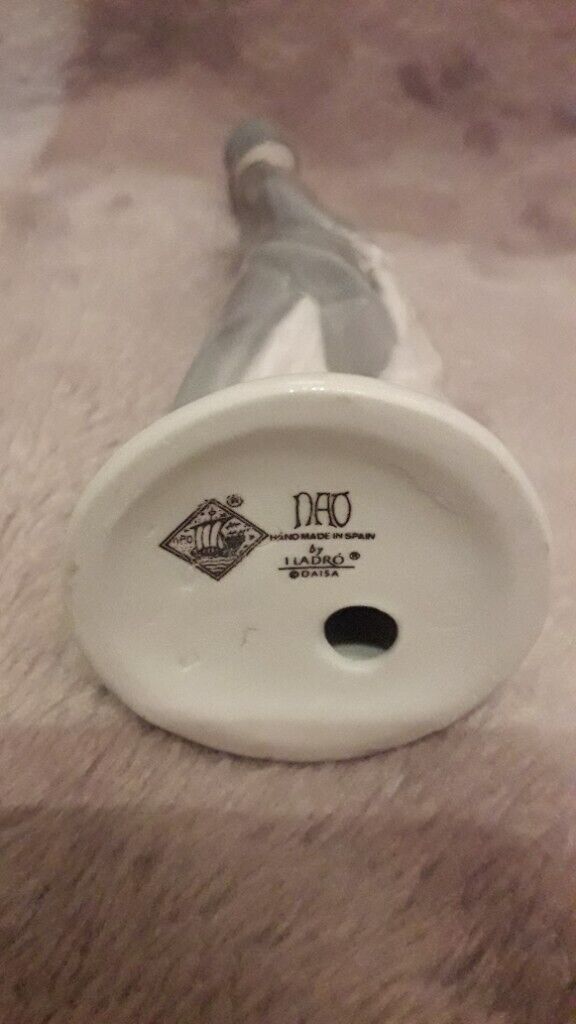 NAO
HAND MADE IN SPAIN
by
LLADRÓ ®
© DAISA
®